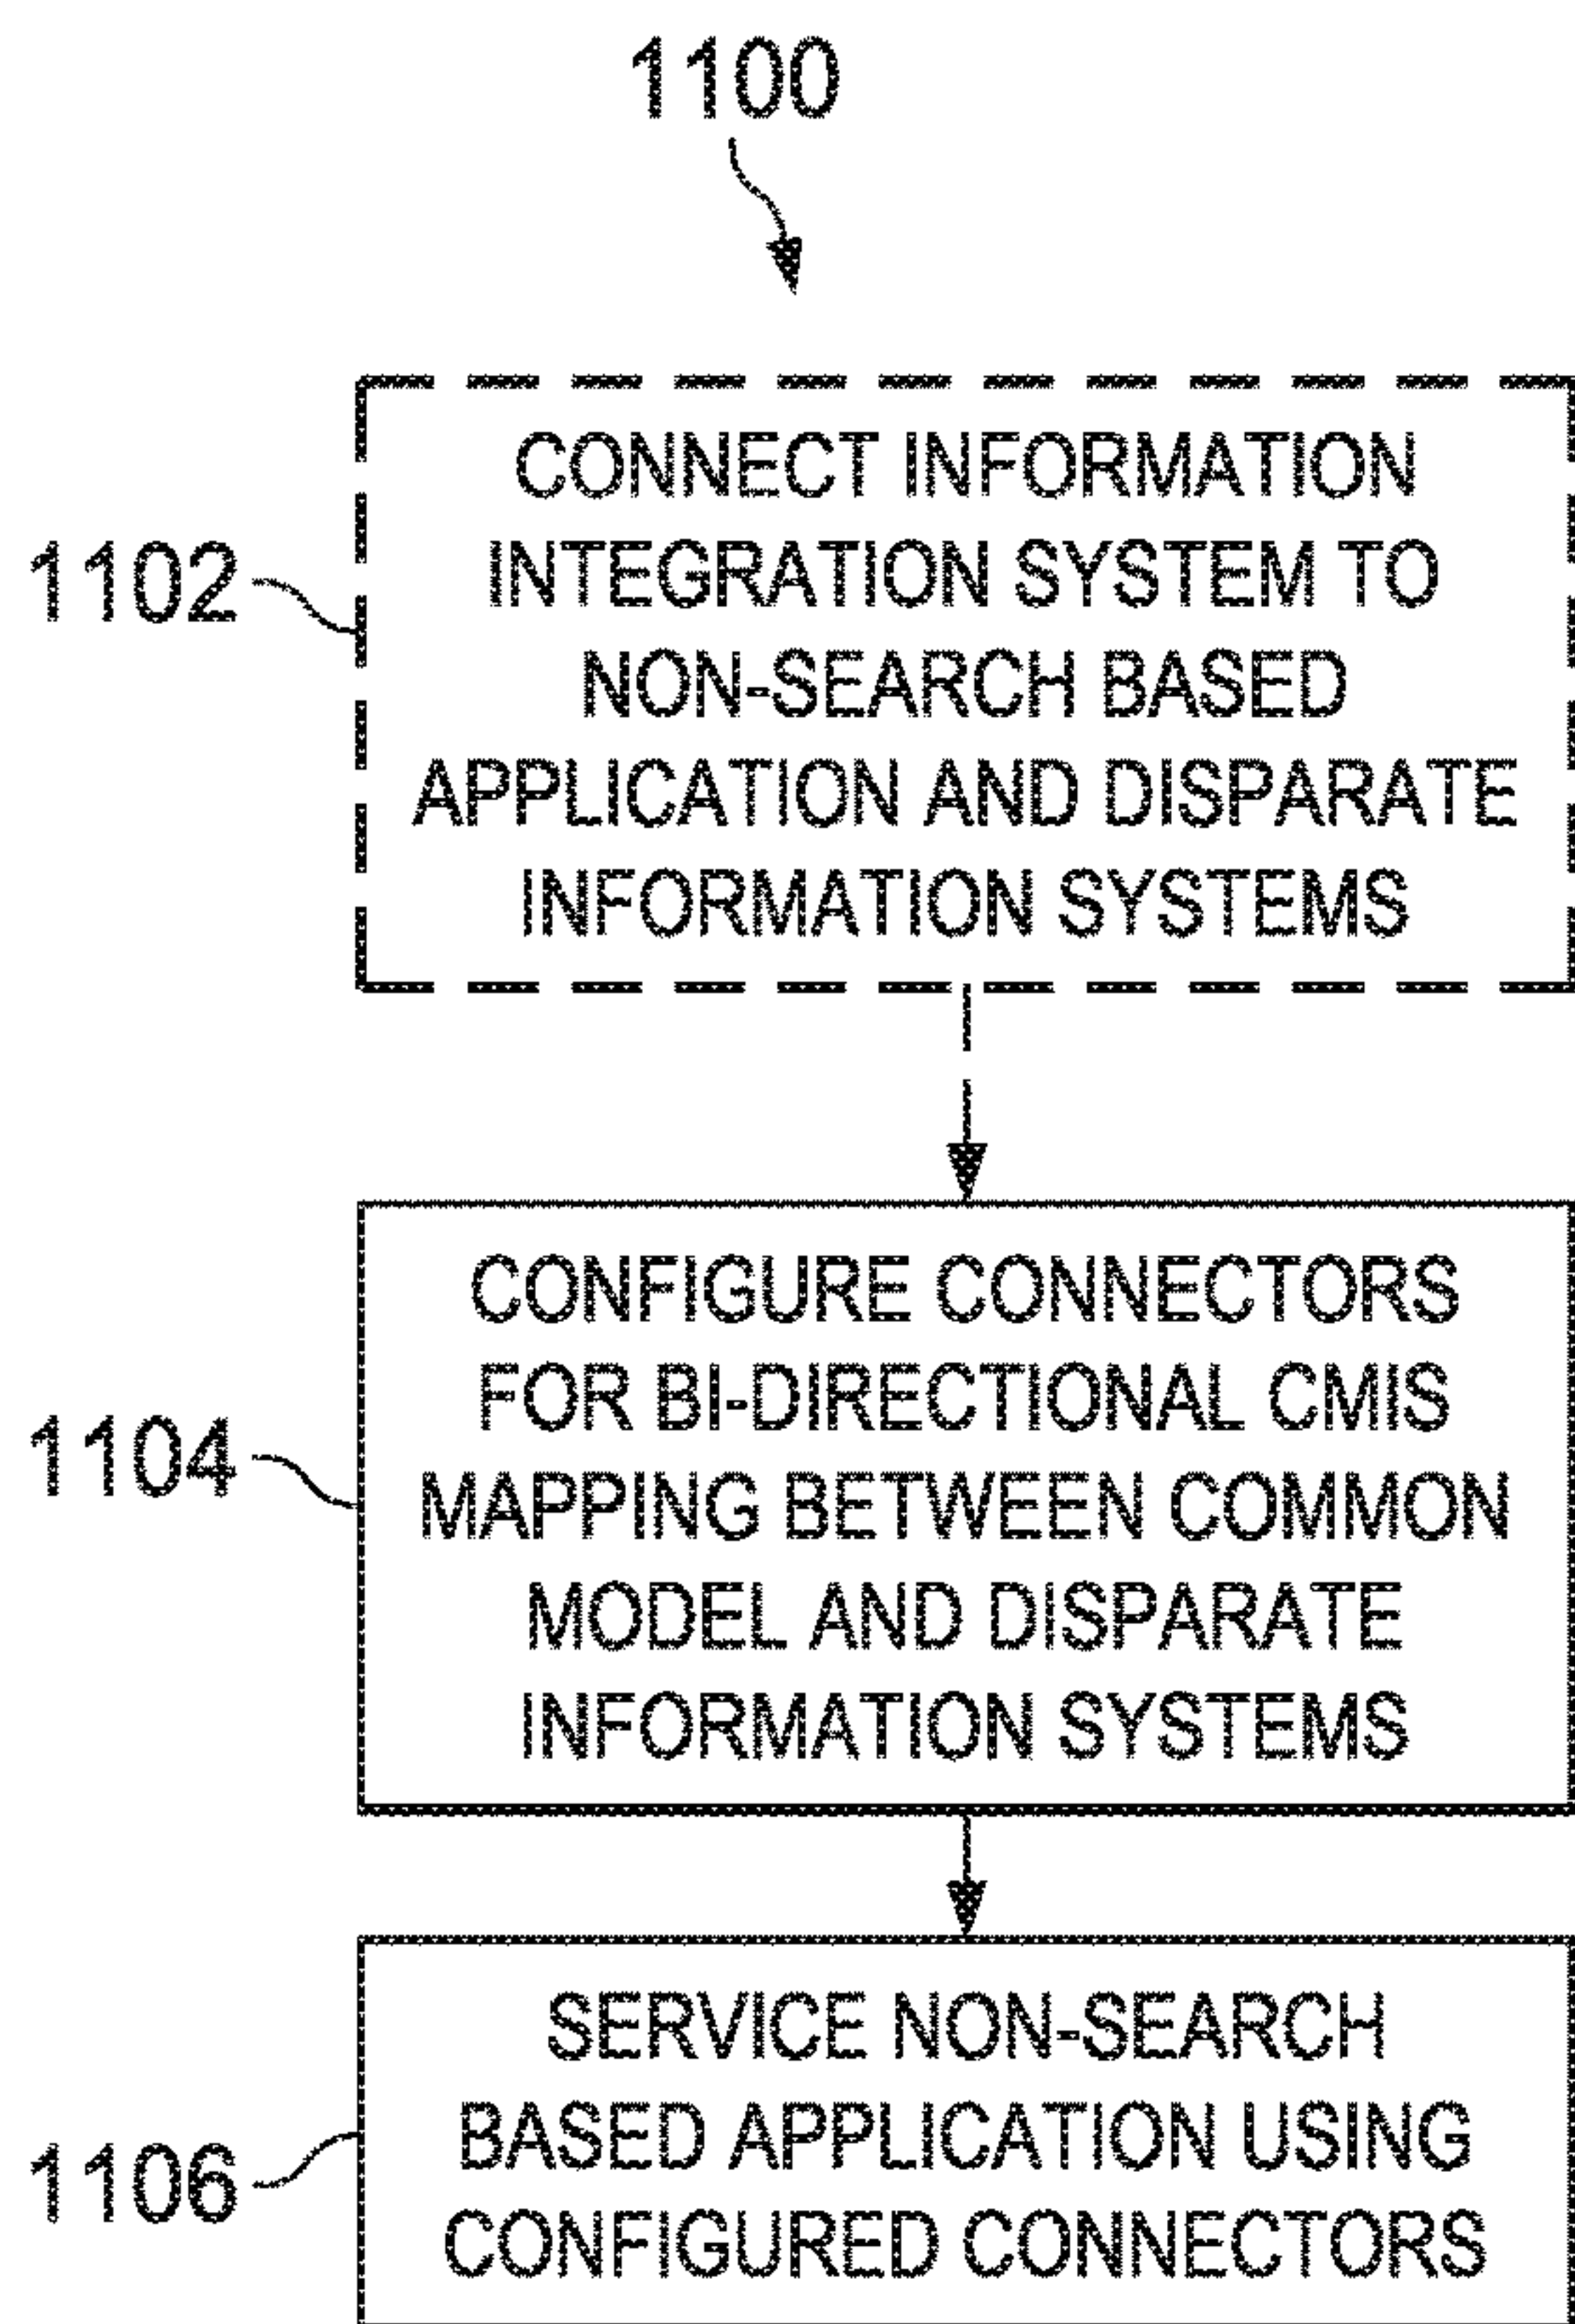 1100
1102
CONNECT INFORMATION
INTEGRATION SYSTEM TO
NON-SEARCH BASED
APPLICATION AND DISPARATE
INFORMATION SYSTEMS
1104
CONFIGURE CONNECTORS
FOR BI-DIRECTIONAL CMIS
MAPPING BETWEEN COMMON
MODEL AND DISPARATE
INFORMATION SYSTEMS
1106
SERVICE NON-SEARCH
BASED APPLICATION USING
CONFIGURED CONNECTORS